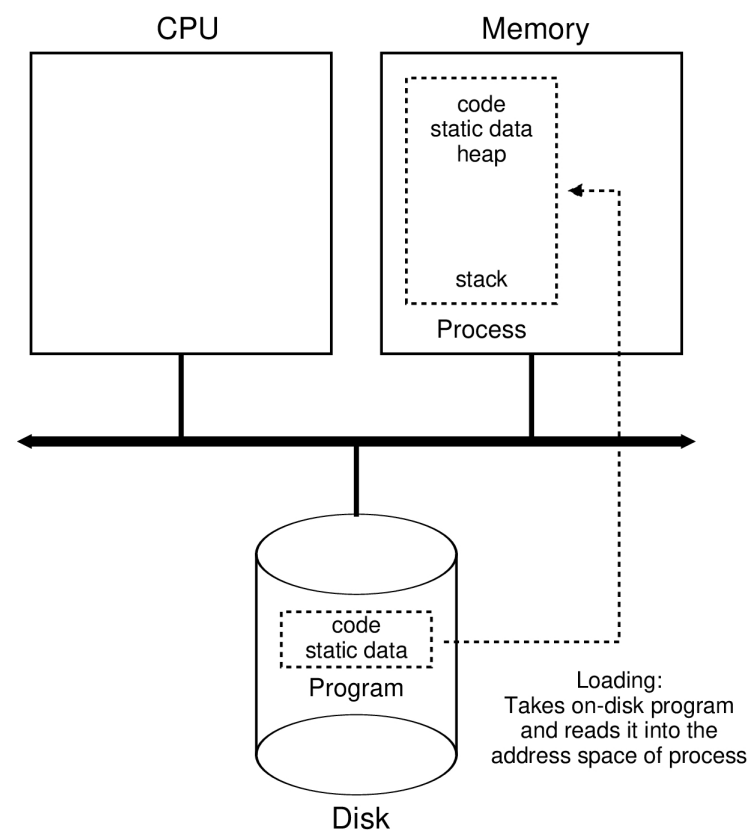 CPU
Memory
code
static data
heap
stack
Process
code
static data
Program
Loading:
Takes on-disk program
and reads it into the
address space of process
Disk